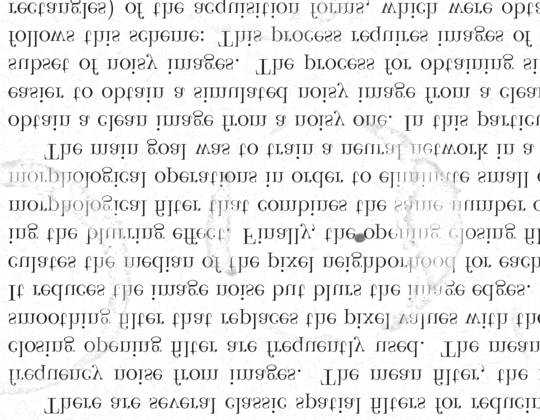 There are several classic spatial filters for reducin
frequency noise from images. The mean filter, the
closing opening filter are frequently used. The mean
smoothing filter that replaces the pixel values with the
It reduces the image noise but blurs the image edges.
culates the median of the pixel neighborhood for each
ing the blurring effect. Finally, the opening closing fil
morphological filter that combines the same number o
morphological operations in order to eliminate small o
The main goal was to train a neural network in a
obtain a clean image from a noisy one. In this particu
easier to obtain a simulated noisy image from a clean
subset of noisy images. The process for obtaining si
follows this scheme: This process requires images of
rectangles) of the acquisition forms, which were obta